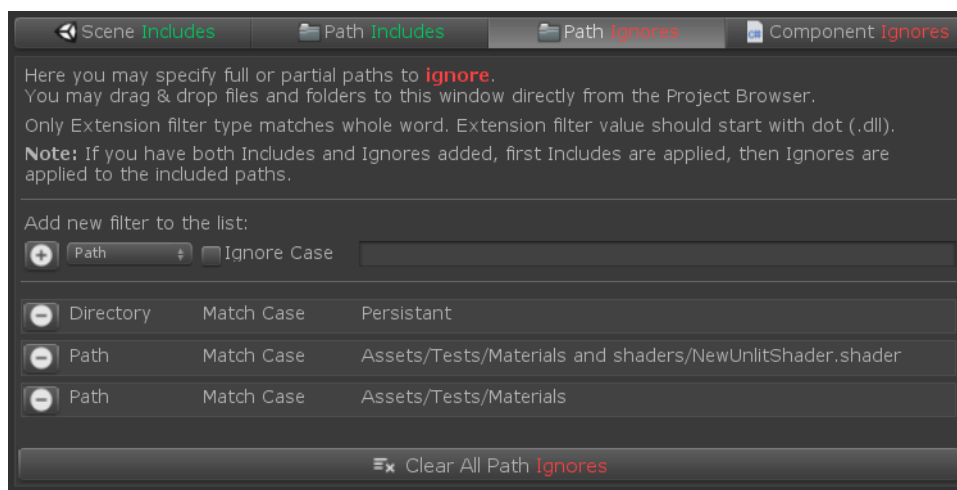 Scene Includes
Path Includes
Path Ignores
Component Ignores
Here you may specify full or partial paths to ignore.
You may drag & drop files and folders to this window directly from the Project Browser.
Only Extension filter type matches whole word. Extension filter value should start with dot (.dll).
Note: If you have both Includes and Ignores added, first Includes are applied, then Ignores are
applied to the included paths.
Add new filter to the list:
Path Ignore Case
Directory Match Case Persistant
Path Match Case Assets/Tests/Materials and shaders/NewUnlitShader.shader
Path Match Case Assets/Tests/Materials
Clear All Path Ignores